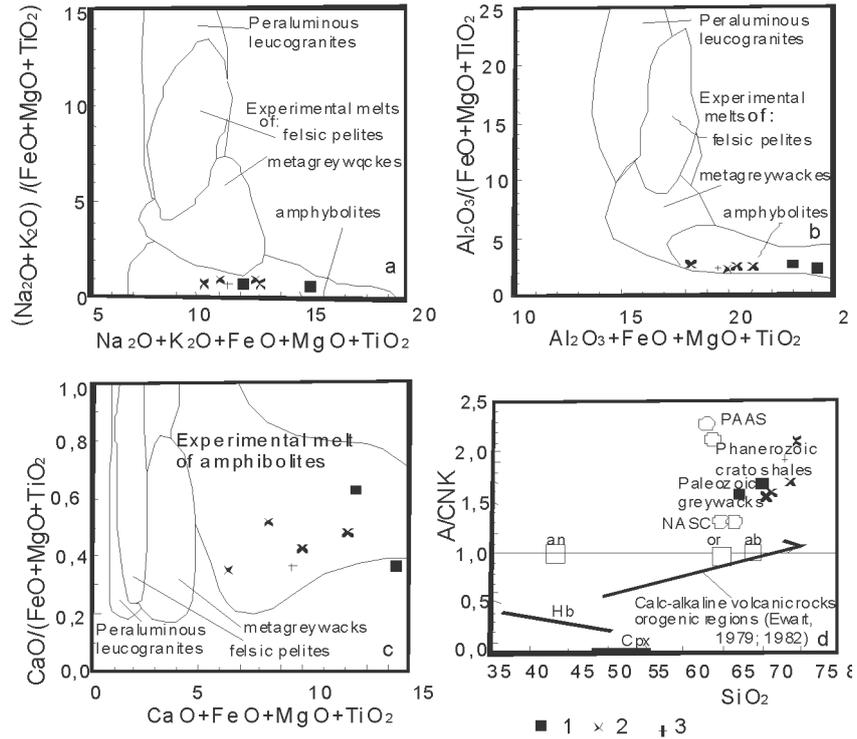 15
10
5
0
(Na2O+K2O) /(FeO+MgO+TiO2)
Peraluminous
leucogranites
Experimental melts
of:
felsic pelites
metagreywqckes
amphybolites
a
5 10 15 20
Na2O+K2O+FeO+MgO+TiO2
25
20
15
10
5
0
Al2O3/(FeO+MgO+TiO2)
Peraluminous
leucogranites
Experimental
melts of:
felsic pelites
metagreywackes
amphybolites
b
10 15 20 2
Al2O3+FeO+MgO+TiO2
1,0
0,8
0,6
0,4
0,2
0,0
CaO/(FeO+MgO+TiO2
Experimental melt
of amphibolites
Peraluminous
leucogranites
metagreywacks
felsic pelites
c
0 5 10 15
CaO+FeO+MgO+TiO2
2,5
2,0
1,5
1,0
0,5
0,0
A/CNK
PAAS
Phanerozoic
crato shales
Paleozoic
greywacks
NASC
an or ab
Hb
Calc-alkaline volcanic rocks
orogenic regions (Ewart,
1979; 1982)
d
Cpx
35 40 45 50 55 60 65 70 75 8
SiO2
1 2 3